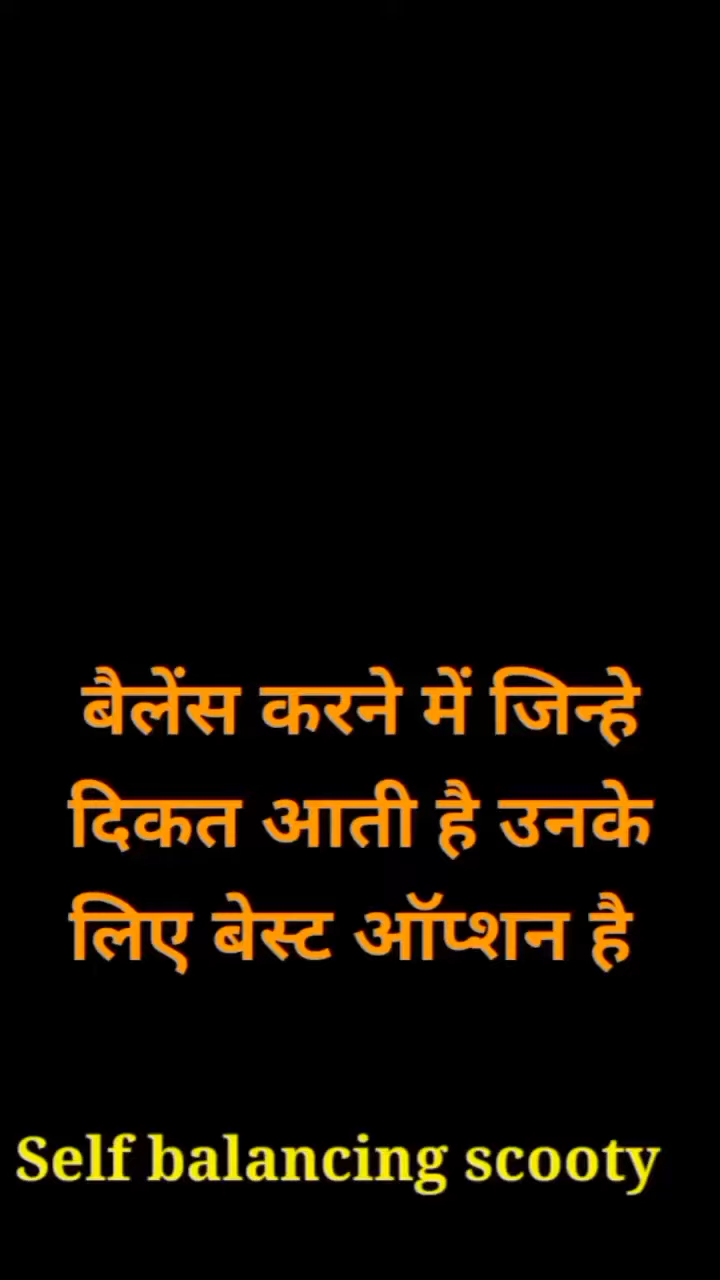 बैलेंस करने में जिन्हे
दिकत आती है उनके
लिए बेस्ट ऑप्शन है
Self balancing scooty